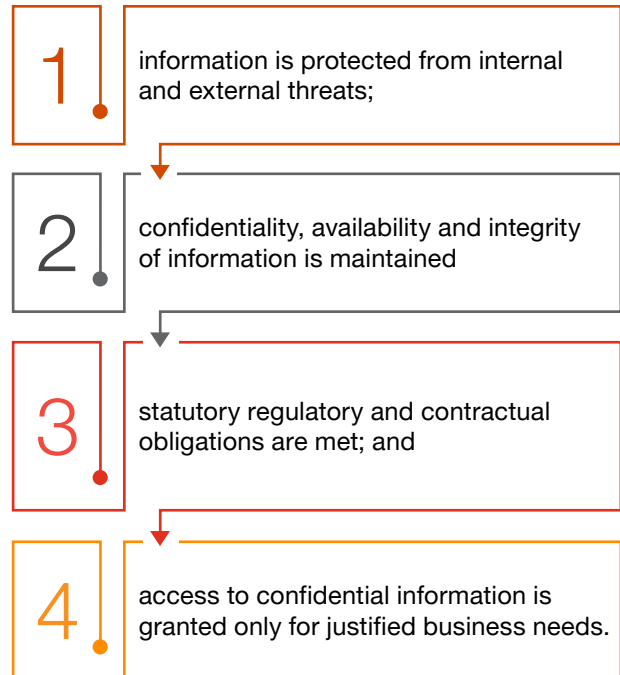 1
information is protected from internal
and external threats;
2
confidentiality, availability and integrity
of information is maintained
3
statutory regulatory and contractual
obligations are met; and
4
access to confidential information is
granted only for justified business needs.